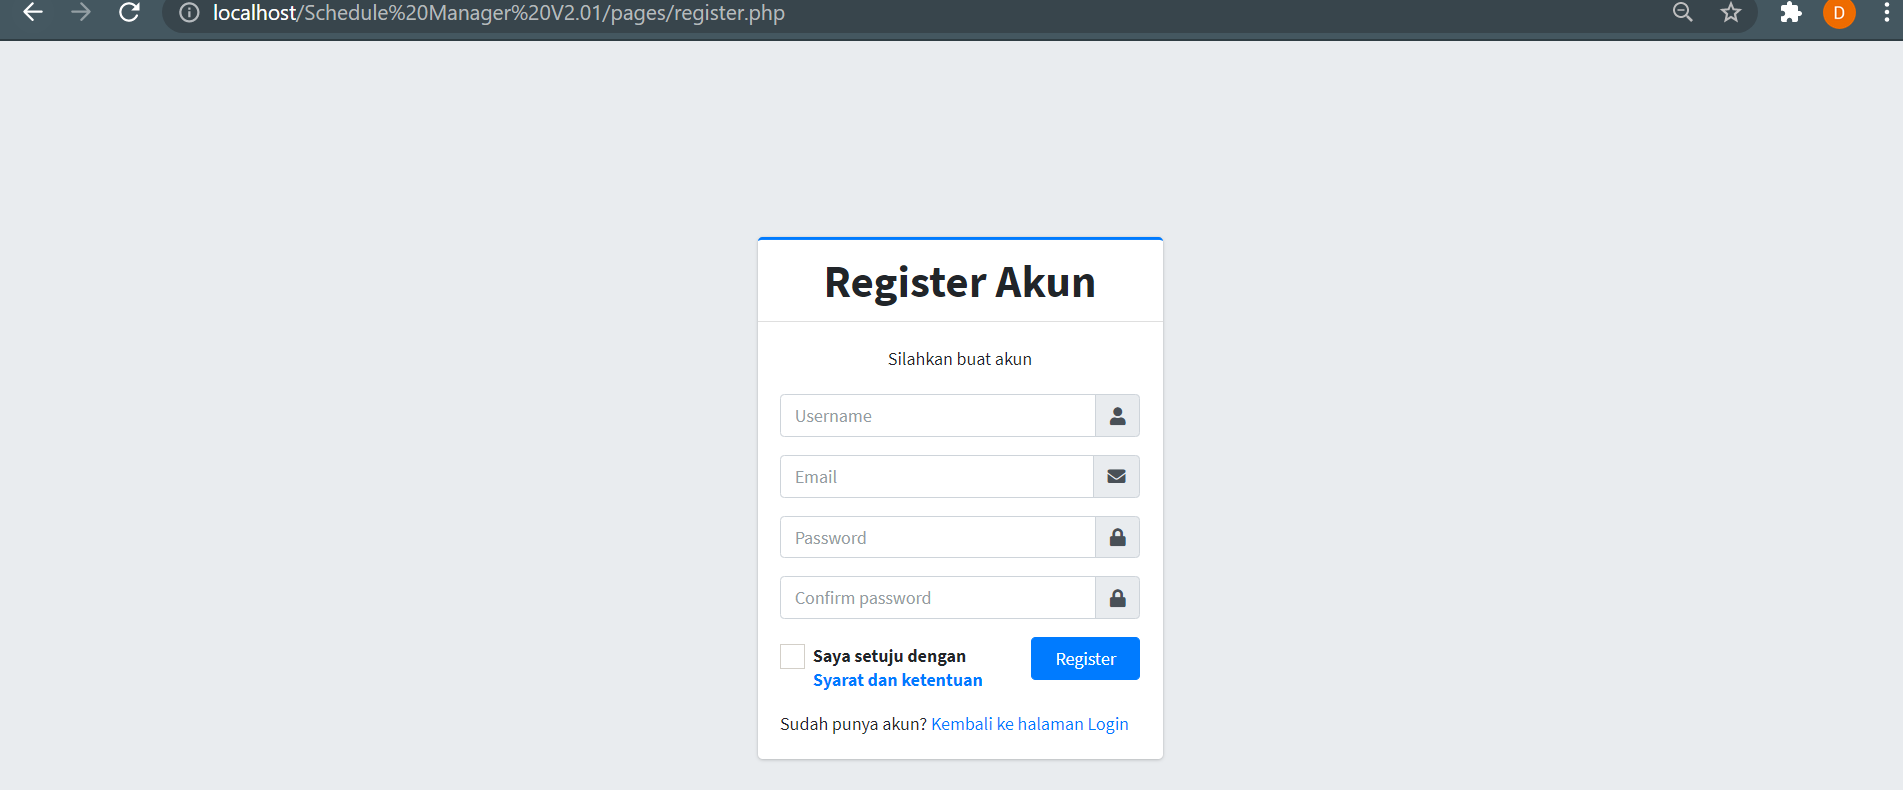 localhost/Schedule%20Manager%20V2.01/pages/register.php
D
Register Akun
Silahkan buat akun
Username
Email
Password
Confirm password
Saya setuju dengan
Syarat dan ketentuan
Register
Sudah punya akun? Kembali ke halaman Login